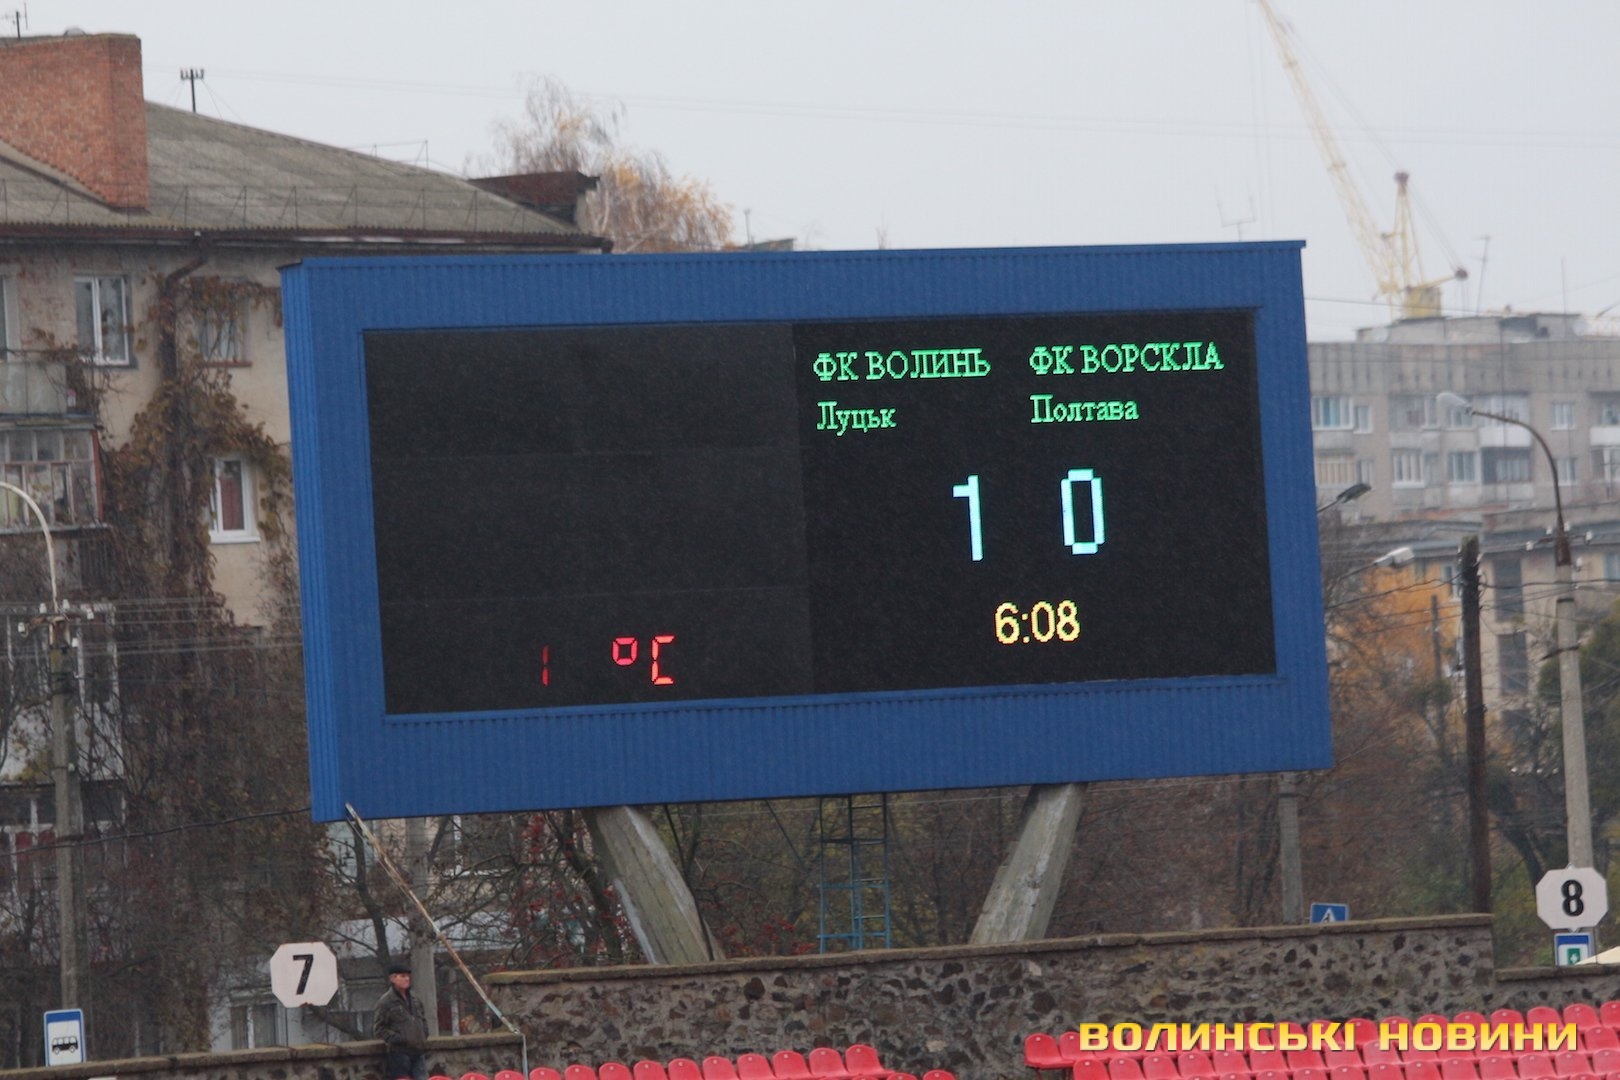 ФК ВОЛИНЬ ФК ВОРСКЛА
Луцьк Полтава
1 0
6:08
1 °C
7
8
ВОЛИНСЬКІ НОВИНИ